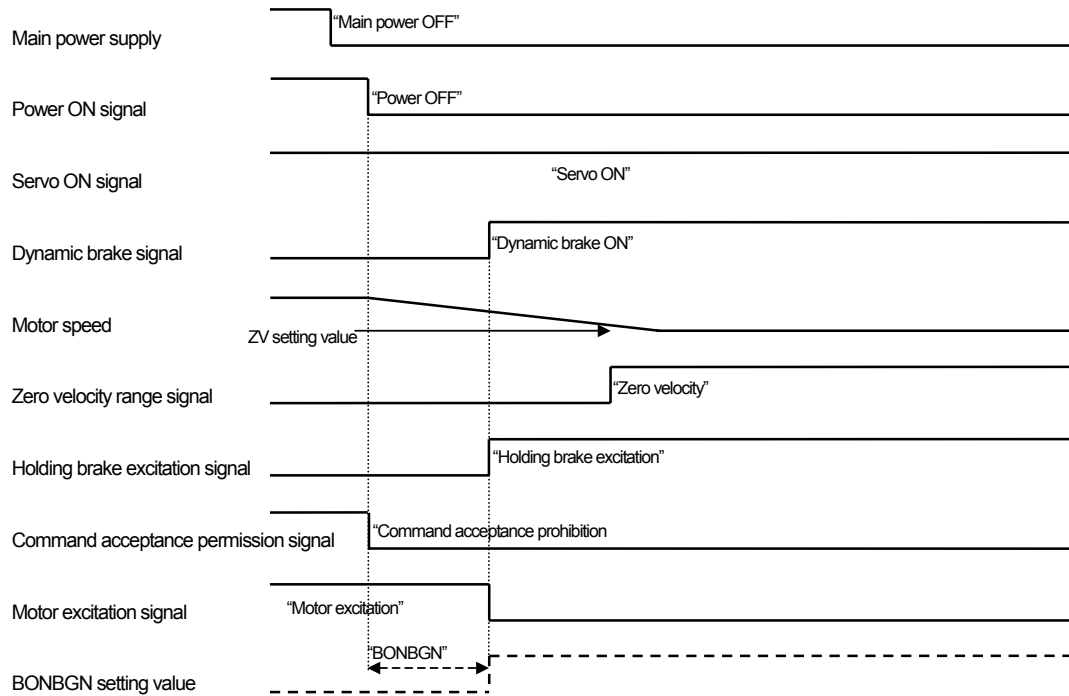 Main power supply
“Main power OFF”
Power ON signal
“Power OFF”
Servo ON signal
“Servo ON”
Dynamic brake signal
“Dynamic brake ON”
Motor speed
ZV setting value
Zero velocity range signal
“Zero velocity”
Holding brake excitation signal
“Holding brake excitation”
Command acceptance permission signal
“Command acceptance prohibition
Motor excitation signal
“Motor excitation”
“BONBGN”
BONBGN setting value